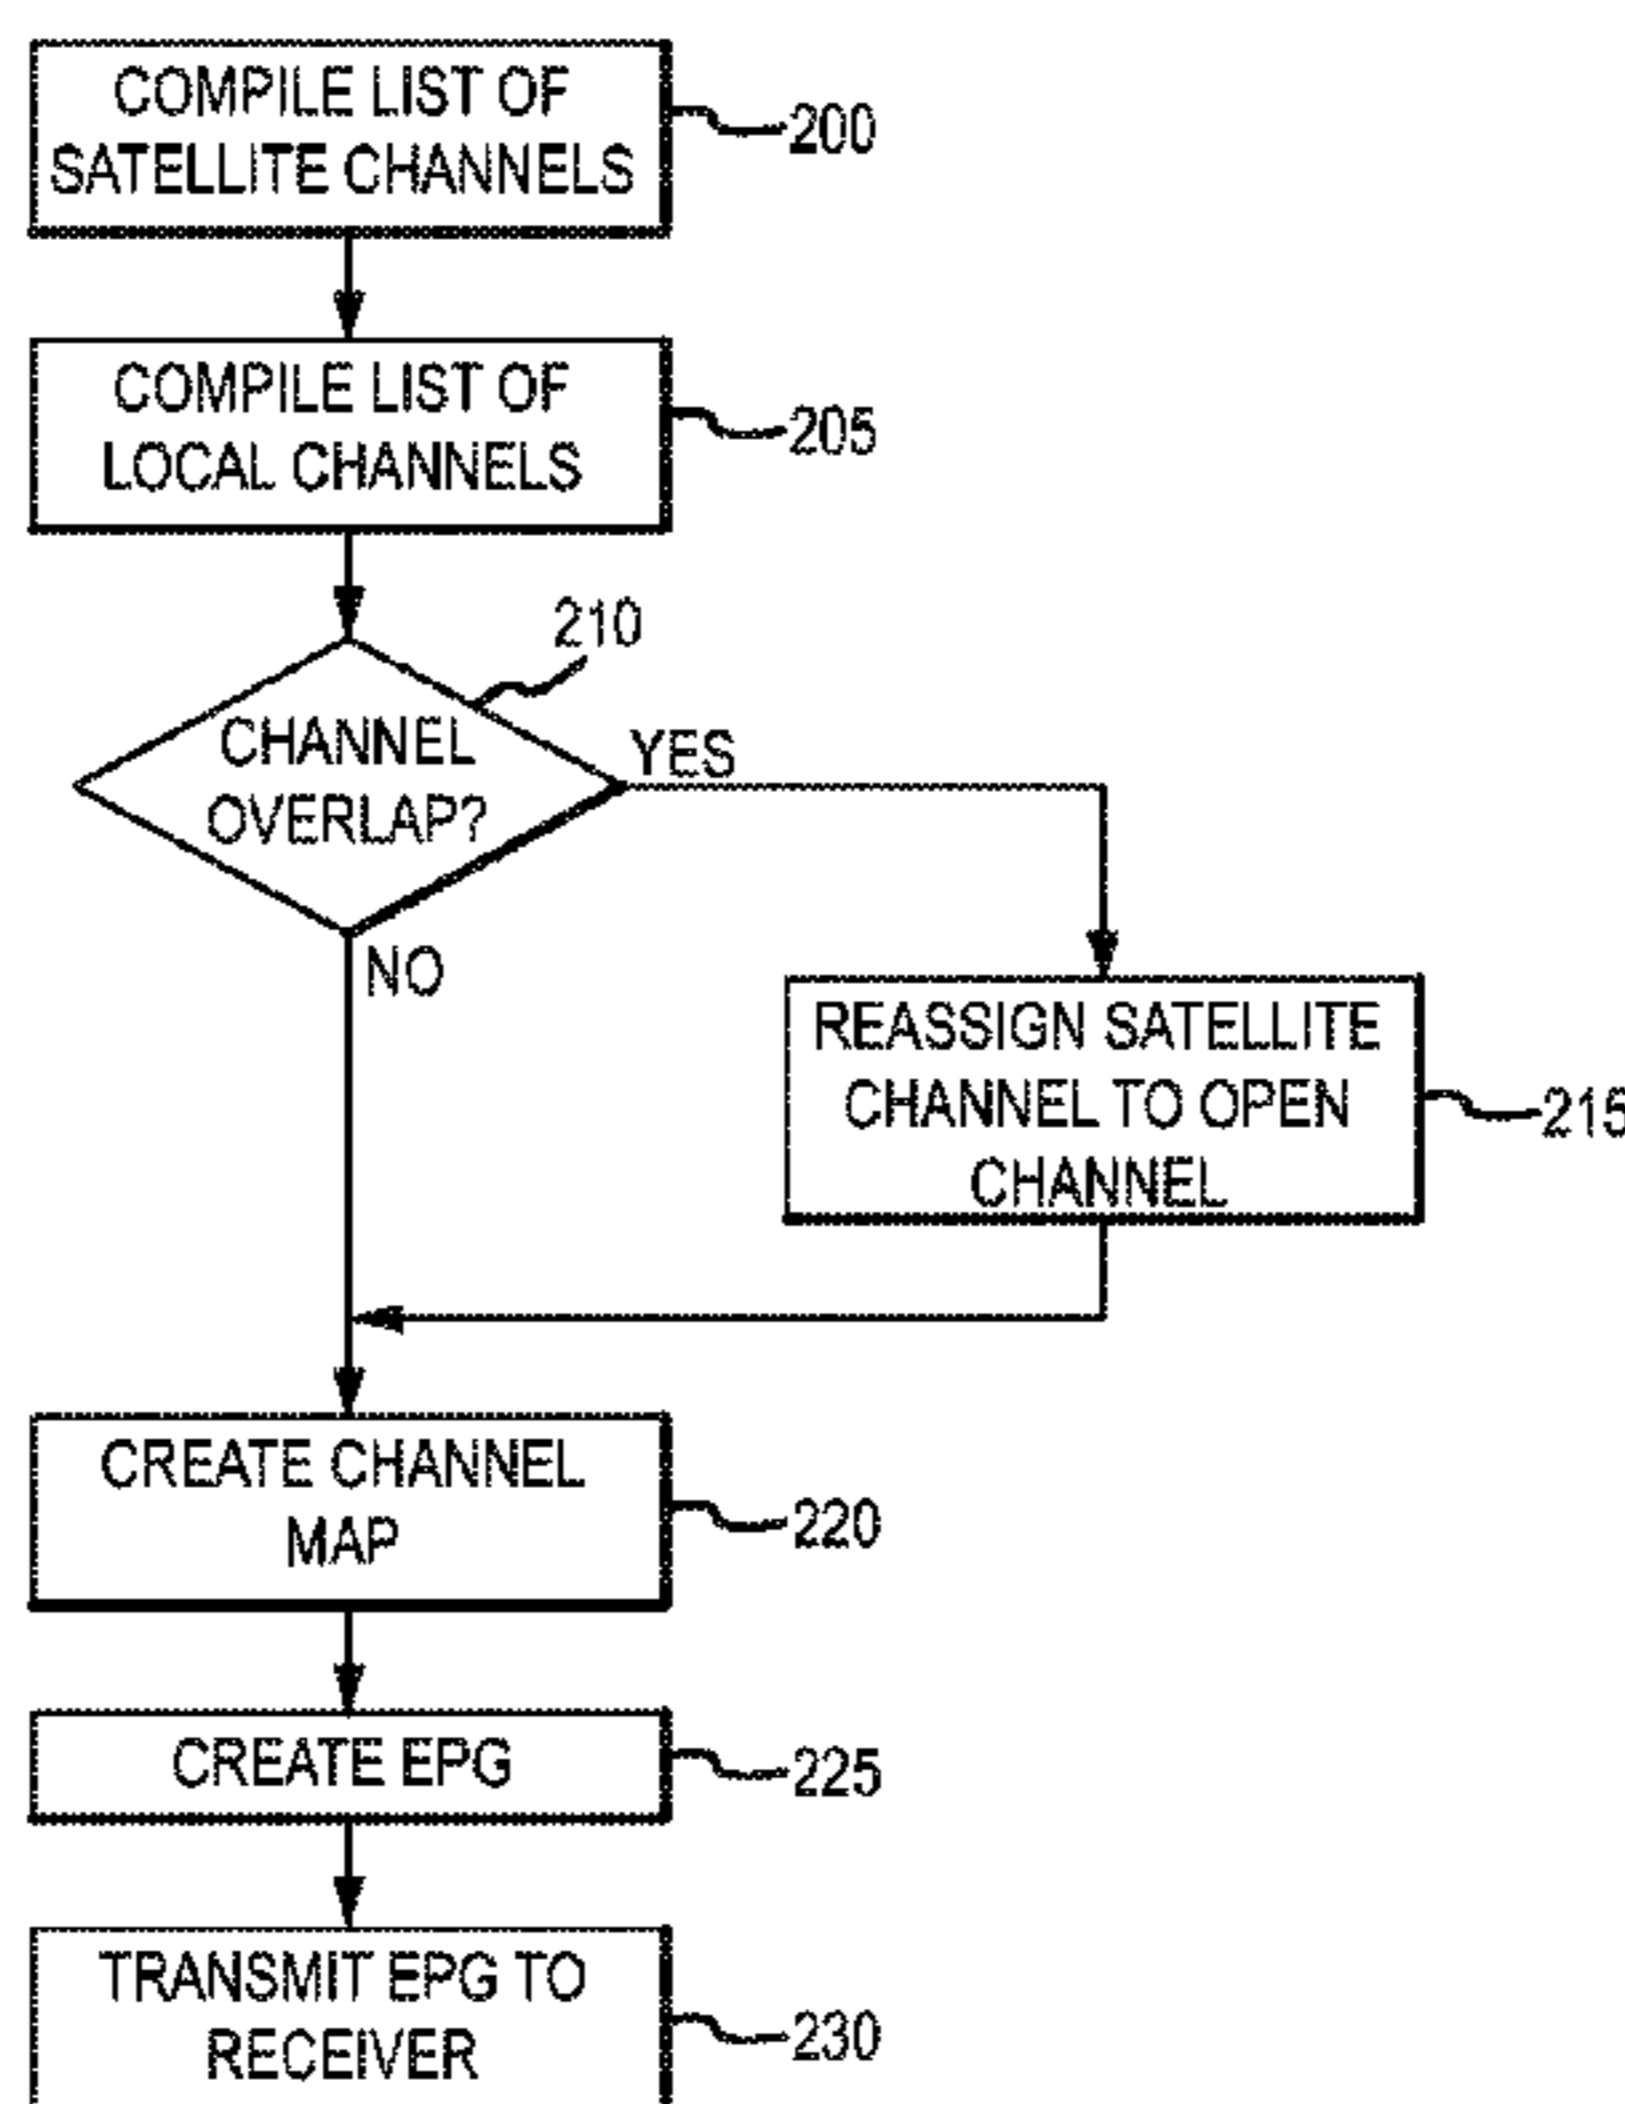 COMPILE LIST OF
SATELLITE CHANNELS
200
COMPILE LIST OF
LOCAL CHANNELS
205
210
CHANNEL
OVERLAP?
YES
NO
REASSIGN SATELLITE
CHANNEL TO OPEN
CHANNEL
215
CREATE CHANNEL
MAP
220
CREATE EPG
225
TRANSMIT EPG TO
RECEIVER
230